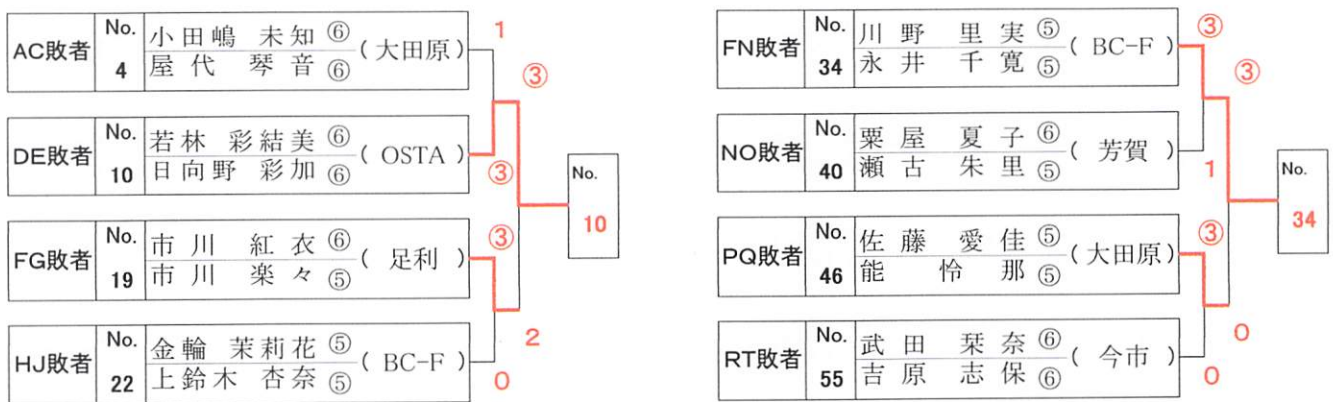 AC敗者 No. 4 小田嶋 未知 ⑥ 屋代 琴音 ⑥ (大田原) 1
③
DE敗者 No. 10 若林 彩結美 ⑥ 日向野 彩加 ⑥ ( OSTA ) ③
No. 10
FG敗者 No. 19 市川 紅衣 ⑥ 市川 楽々 ⑤ ( 足利 ) ③
2
HJ敗者 No. 22 金輪 茉莉花 ⑤ 上鈴木 杏奈 ⑤ ( BC-F ) 0
FN敗者 No. 34 川野 里実 ⑤ 永井 千寛 ⑤ ( BC-F ) ③
③
NO敗者 No. 40 粟屋 夏子 ⑥ 瀬古 朱里 ⑤ ( 芳賀 ) 1
No. 34
PQ敗者 No. 46 佐藤 愛佳 ⑤ 能 怜那 ⑤ (大田原) ③
0
RT敗者 No. 55 武田 栞奈 ⑥ 吉原 志保 ⑥ ( 今市 ) 0